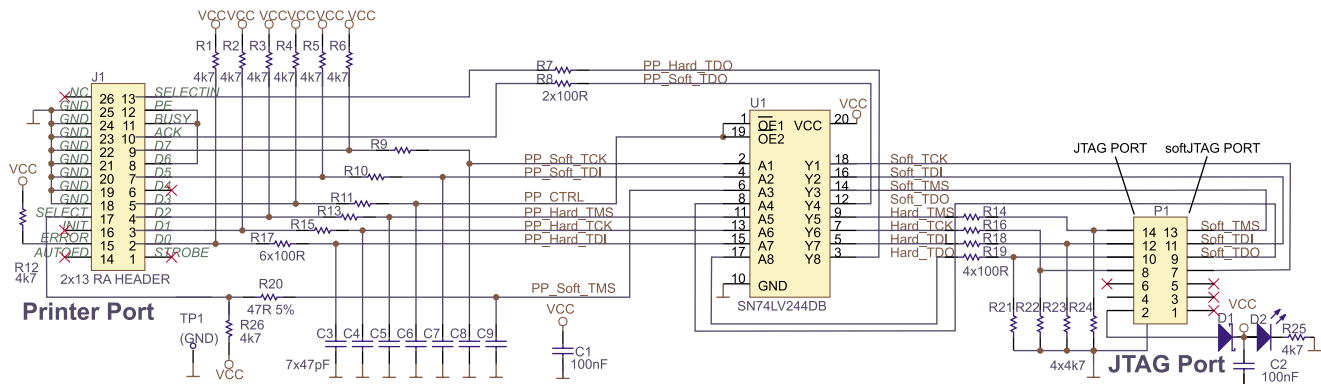 VCC VCC VCC VCC VCC VCC
R1 R2 R3 R4 R5 R6
4k7 4k7 4k7 4k7 4k7 4k7
R7 PP_Hard_TDO
R8 PP_Soft_TDO
2x100R
J1
NC 26 13 SELECTIN
GND 25 12 PE
GND 24 11 BUSY
GND 23 10 ACK
GND 22 9 D7
GND 21 8 D6
GND 20 7 D5
GND 19 6 D4
GND 18 5 D3
SELECT 17 4 D2
INIT 16 3 D1
ERROR 15 2 D0
AUTOFD 14 1 STROBE
2x13 RA HEADER
Printer Port
VCC
R12
4k7
R9
R10
R11
R13
R15
R17
6x100R
R20
47R 5%
R26
4k7
VCC
TP1
(GND)
PP_Soft_TCK
PP_Soft_TDI
PP_CTRL
PP_Hard_TMS
PP_Hard_TCK
PP_Hard_TDI
PP_Soft_TMS
C3 C4 C5 C6 C7 C8 C9
7x47pF
VCC
C1
100nF
U1
VCC
1 OE1 VCC 20
19 OE2
2 A1 Y1 18
4 A2 Y2 16
6 A3 Y3 14
8 A4 Y4 12
11 A5 Y5 9
13 A6 Y6 7
15 A7 Y7 5
17 A8 Y8 3
10 GND
SN74LV244DB
Soft_TCK
Soft_TDI
Soft_TMS
Soft_TDO
Hard_TMS R14
Hard_TCK R16
Hard_TDI R18
Hard_TDO R19
4x100R
R21 R22 R23 R24
4x4k7
JTAG PORT softJTAG PORT
P1
14 13 Soft_TMS
12 11 Soft_TDI
10 9 Soft_TDO
8 7
6 5
4 3
2 1
JTAG Port
VCC
D1 D2 R25
4k7
C2
100nF